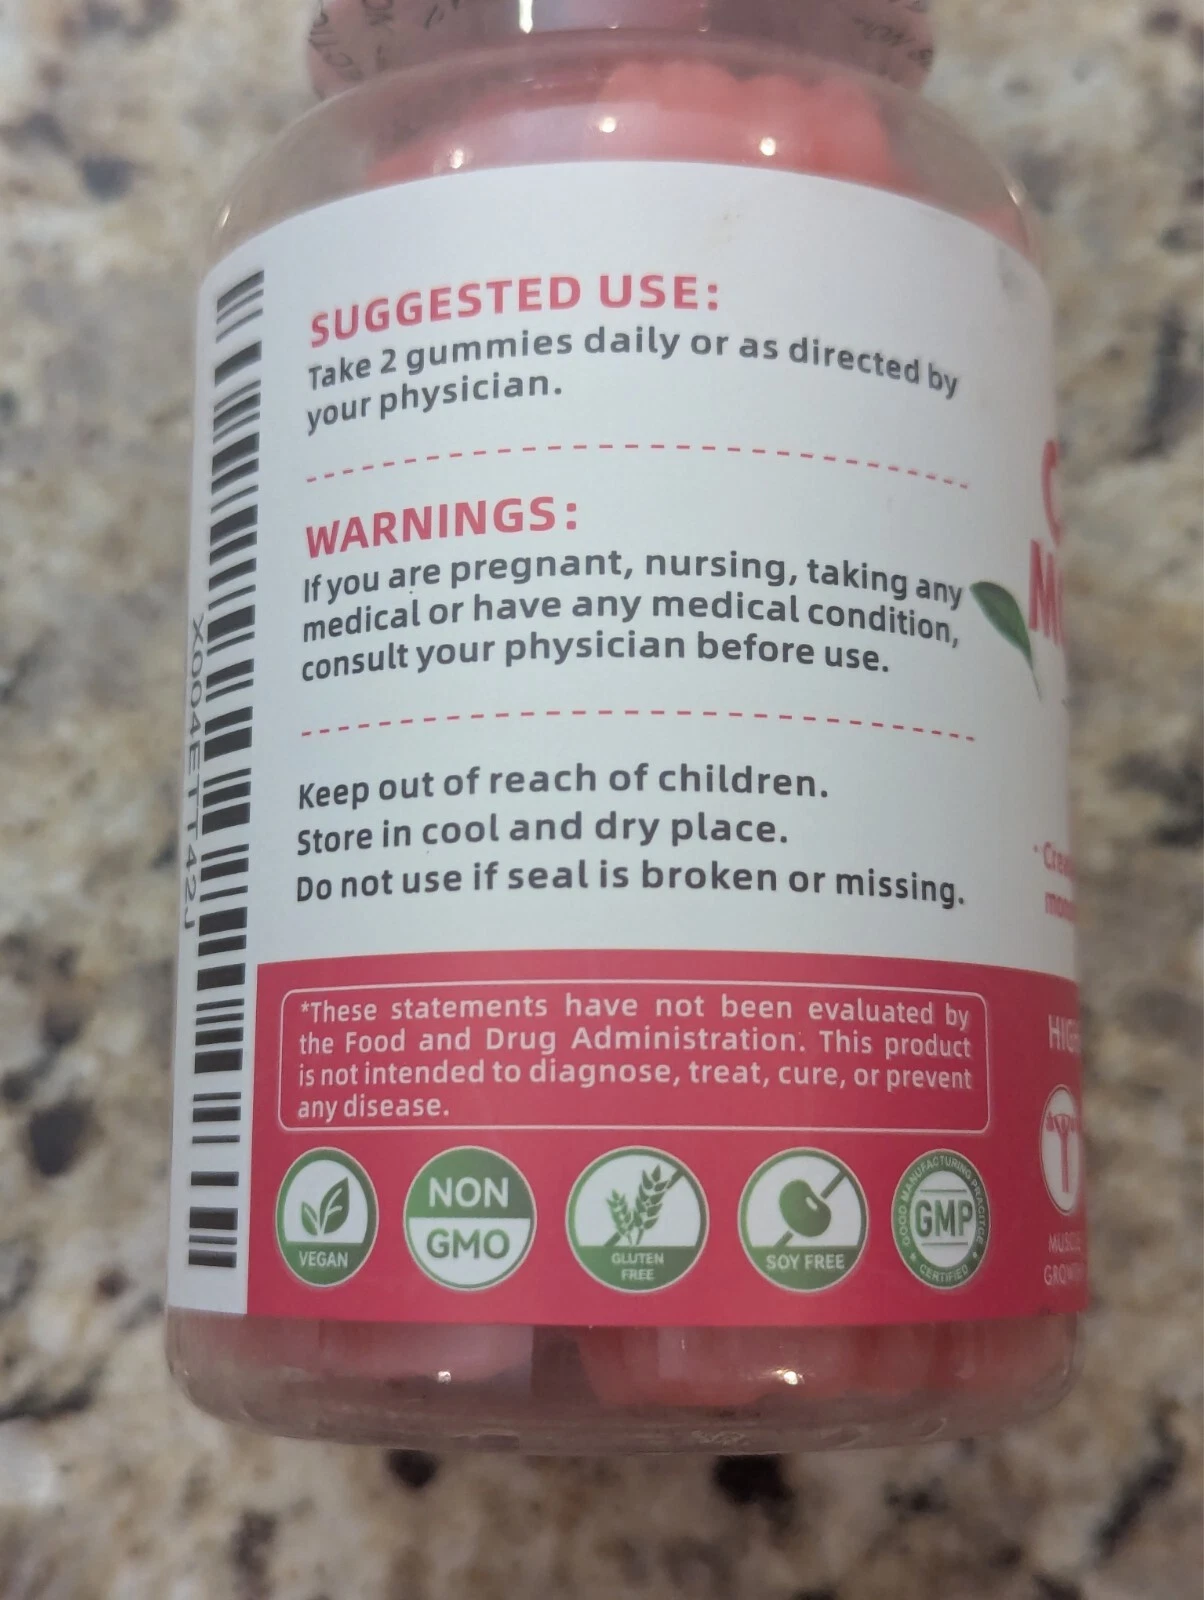 SUGGESTED USE:
Take 2 gummies daily or as directed by
your physician.
WARNINGS:
If you are pregnant, nursing, taking any
medical or have any medical condition,
consult your physician before use.
Keep out of reach of children.
Store in cool and dry place.
Do not use if seal is broken or missing.
*These statements have not been evaluated by
the Food and Drug Administration. This product
is not intended to diagnose, treat, cure, or prevent
any disease.
VEGAN
NON
GMO
GLUTEN
FREE
SOY FREE
GOOD MANUFACTURING PRACITCE
GMP
CERTIFIED
X004ETT42J
MUSCLE